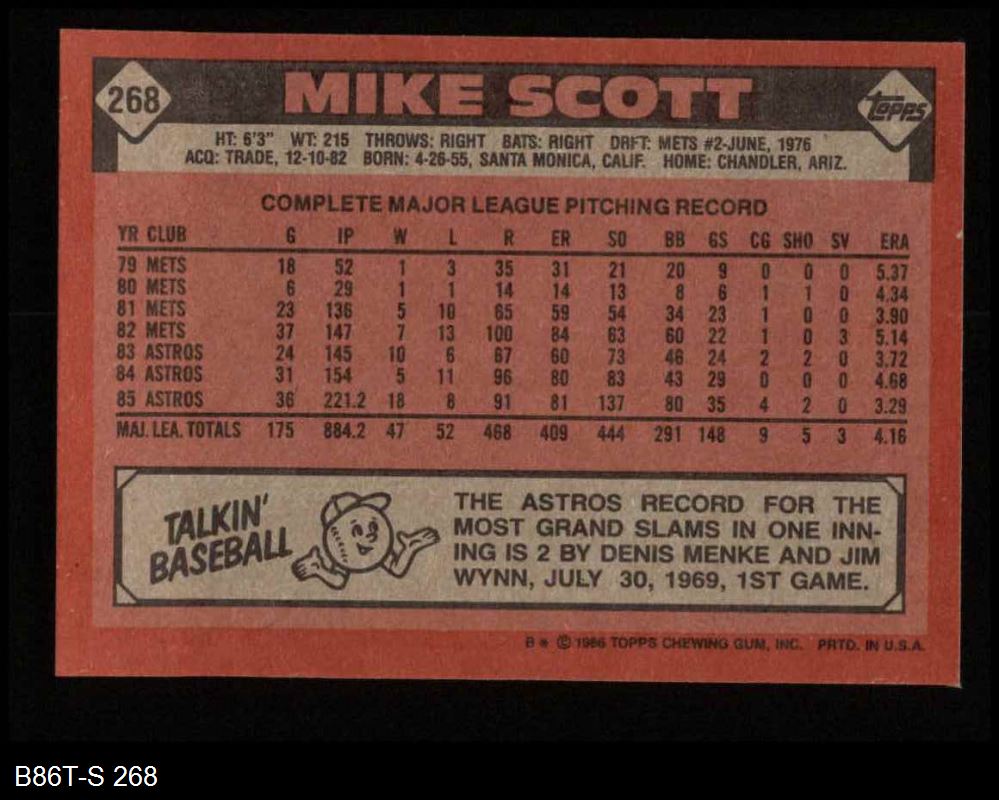 268
MIKE SCOTT
topps
HT: 6'3" WT: 215 THROWS: RIGHT BATS: RIGHT DRFT: METS #2-JUNE, 1976
ACQ: TRADE, 12-10-82 BORN: 4-26-55, SANTA MONICA, CALIF. HOME: CHANDLER, ARIZ.
COMPLETE MAJOR LEAGUE PITCHING RECORD
YR CLUB G IP W L R ER SO BB GS CG SHO SV ERA
79 METS 18 52 1 3 35 31 21 20 9 0 0 0 5.37
80 METS 6 29 1 1 14 14 13 8 6 1 1 0 4.34
81 METS 23 136 5 10 65 59 54 34 23 1 0 0 3.90
82 METS 37 147 7 13 100 84 63 60 22 1 0 3 5.14
83 ASTROS 24 145 10 6 67 60 73 46 24 2 2 0 3.72
84 ASTROS 31 154 5 11 96 80 83 43 29 0 0 0 4.68
85 ASTROS 36 221.2 18 8 91 81 137 80 35 4 2 0 3.29
MAJ. LEA. TOTALS 175 884.2 47 52 468 409 444 291 148 9 5 3 4.16
TALKIN'
BASEBALL
THE ASTROS RECORD FOR THE
MOST GRAND SLAMS IN ONE INN-
ING IS 2 BY DENIS MENKE AND JIM
WYNN, JULY 30, 1969, 1ST GAME.
B * © 1986 TOPPS CHEWING GUM, INC. PRTD. IN U.S.A.
B86T-S 268